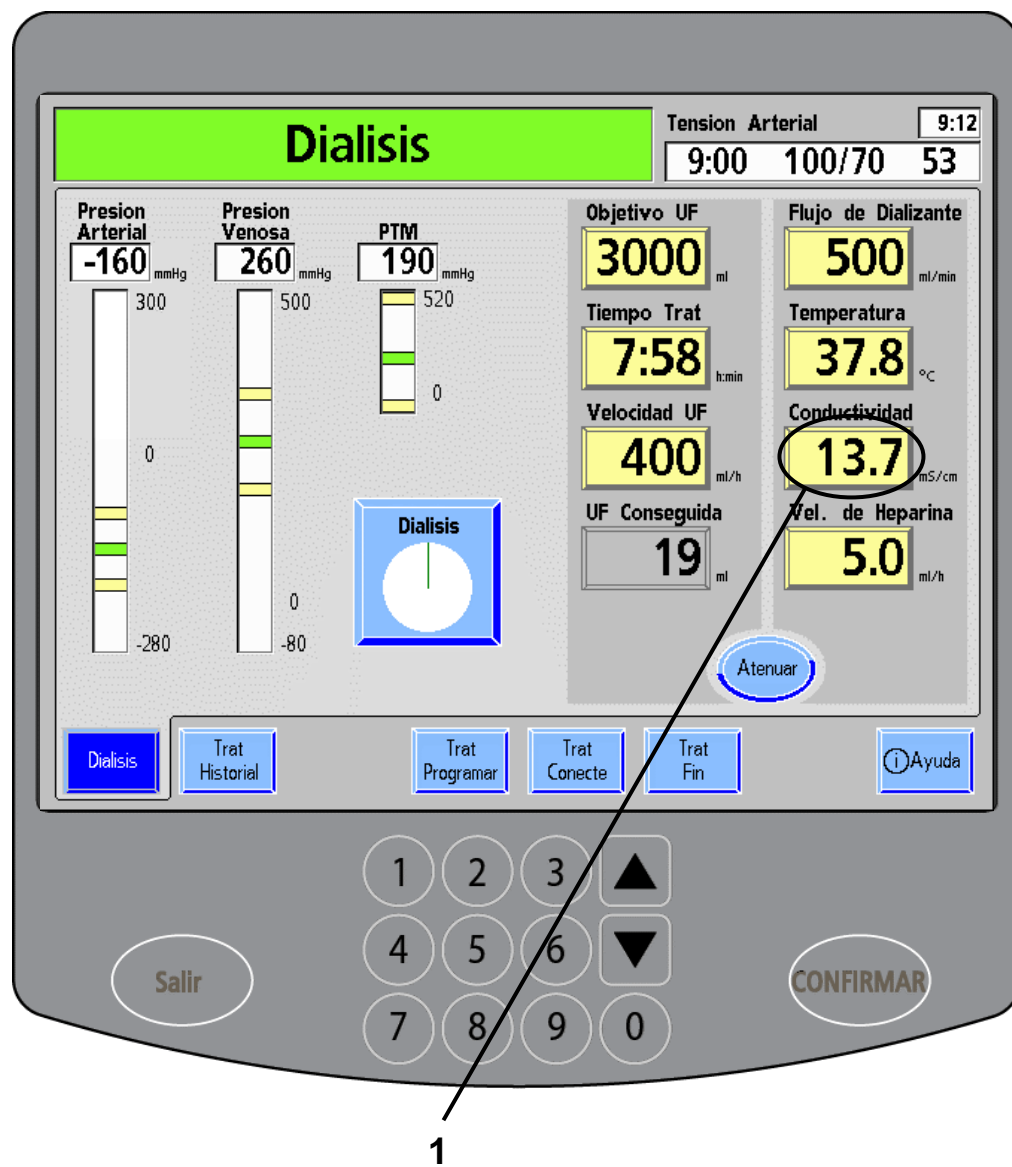 Dialisis
Tension Arterial
9:12
9:00 100/70 53
Presion
Arterial
-160 mmHg
300
0
-280
Presion
Venosa
260 mmHg
500
0
-80
PTM
190 mmHg
520
0
Dialisis
Objetivo UF
3000 ml
Tiempo Trat
7:58 h:min
Velocidad UF
400 ml/h
UF Conseguida
19 ml
Flujo de Dializante
500 ml/min
Temperatura
37.8 °C
Conductividad
13.7 mS/cm
Vel. de Heparina
5.0 ml/h
Atenuar
Dialisis
Trat
Historial
Trat
Programar
Trat
Conecte
Trat
Fin
i Ayuda
1 2 3
4 5 6
7 8 9 0
Salir
CONFIRMAR
1